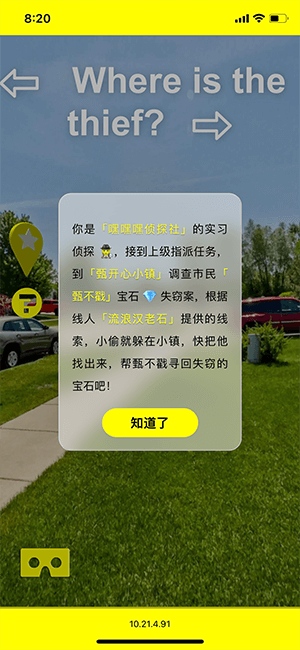 8:20
Where is the
thief?
你是「嘿嘿嘿侦探社」的实习
侦探 🕵，接到上级指派任务，
到「甄开心小镇」调查市民「
甄不戳」宝石 💎 失窃案，根据
线人「流浪汉老石」提供的线
索，小偷就躲在小镇，快把他
找出来，帮甄不戳寻回失窃的
宝石吧！
知道了
10.21.4.91